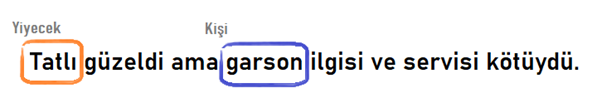 Yiyecek Kişi
Tatlı güzeldi ama garson ilgisi ve servisi kötüydü.